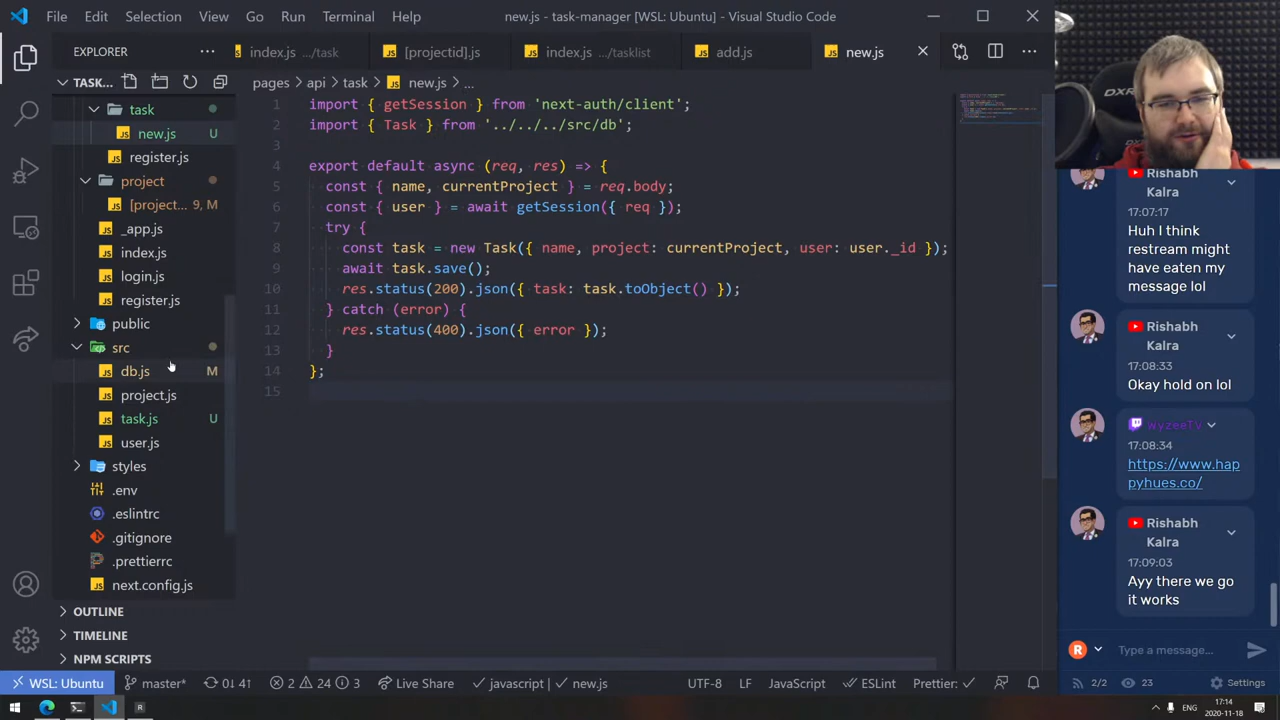 File Edit Selection View Go Run Terminal Help
new.js - task-manager [WSL: Ubuntu] - Visual Studio Code
EXPLORER
index.js .../task
[projectid].js
index.js .../tasklist
add.js
new.js
TASK...
pages > api > task > new.js > ...
task
new.js U
register.js
project
[project... 9, M
_app.js
index.js
login.js
register.js
public
src
db.js M
project.js
task.js U
user.js
styles
.env
.eslintrc
.gitignore
.prettierrc
next.config.js
OUTLINE
TIMELINE
NPM SCRIPTS
1 import { getSession } from 'next-auth/client';
2 import { Task } from '../../../src/db';
3
4 export default async (req, res) => {
5 const { name, currentProject } = req.body;
6 const { user } = await getSession({ req });
7 try {
8 const task = new Task({ name, project: currentProject, user: user._id });
9 await task.save();
10 res.status(200).json({ task: task.toObject() });
11 } catch (error) {
12 res.status(400).json({ error });
13 }
14 };
15
Rishabh
Kalra
17:07:17
Huh I think
restream might
have eaten my
message lol
Rishabh
Kalra
17:08:33
Okay hold on lol
WyzeeTV
17:08:34
https://www.hap
pyhues.co/
Rishabh
Kalra
17:09:03
Ayy there we go
it works
R
Type a message...
2/2 23 Settings
WSL: Ubuntu master* 0↓ 4↑ 2 24 3 Live Share javascript | new.js UTF-8 LF JavaScript ESLint Prettier:
R
ENG
17:14
2020-11-18